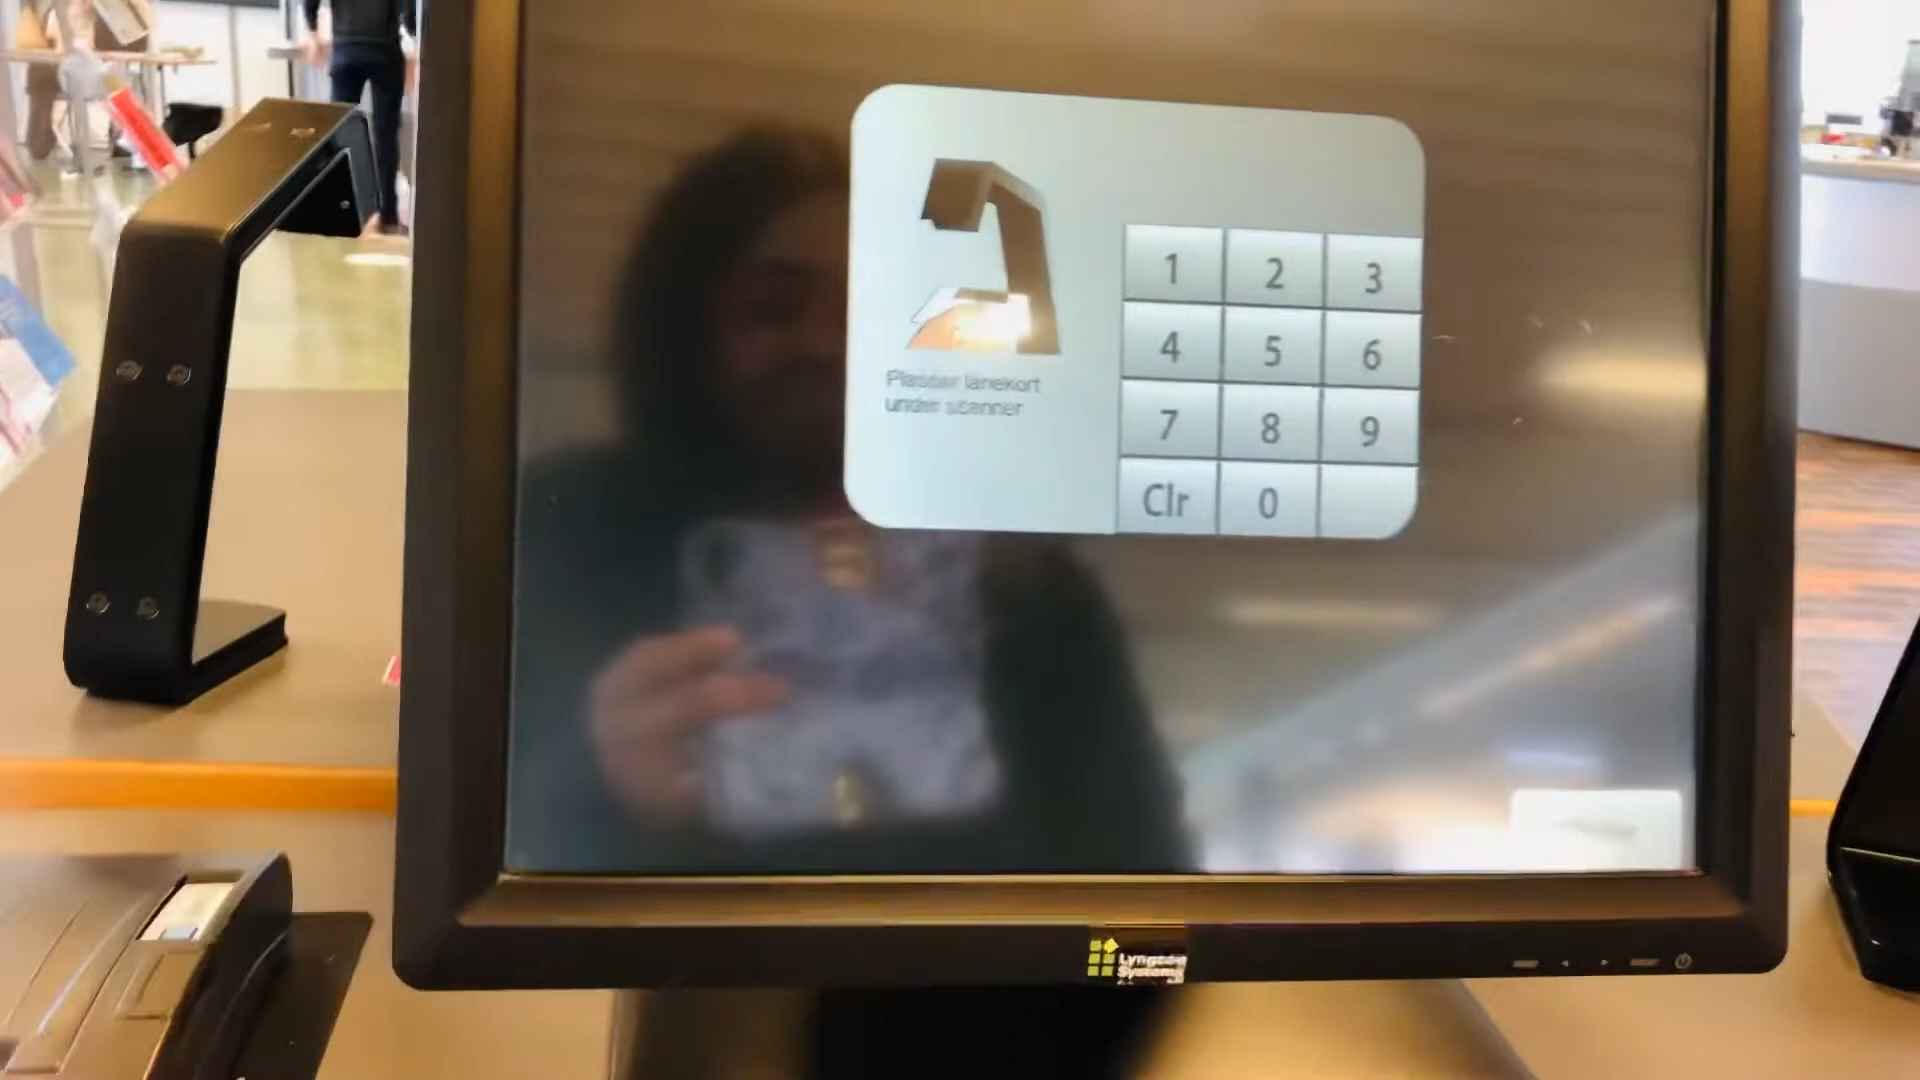 Plasser lånekort
under scanner
1 2 3
4 5 6
7 8 9
Clr 0
Lyngsoe
Systems